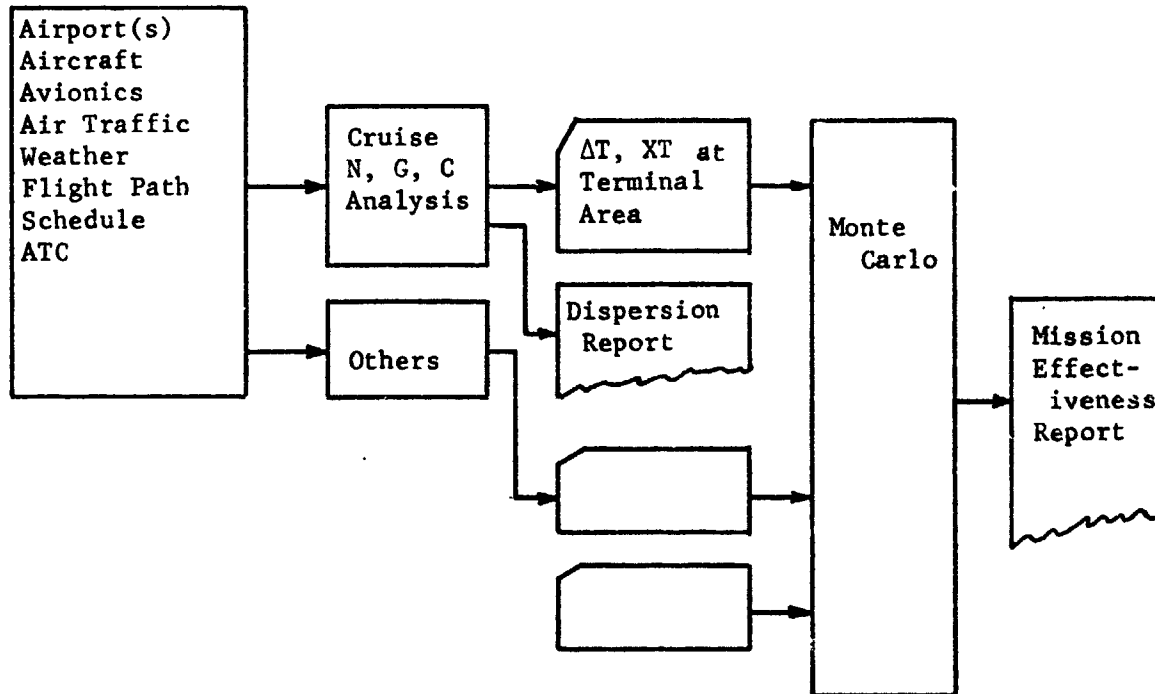 Airport(s)
Aircraft
Avionics
Air Traffic
Weather
Flight Path
Schedule
ATC
Cruise
N, G, C
Analysis
Others
ΔT, XT at
Terminal
Area
Dispersion
Report
Monte
Carlo
Mission
Effect-
iveness
Report